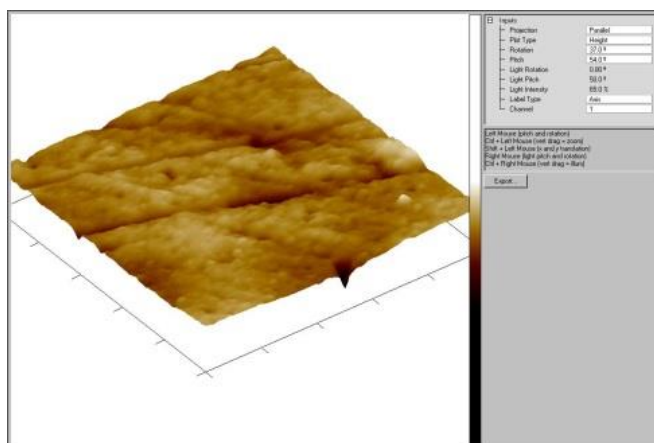 Inputs
Projection Parallel
Plot Type Height
Rotation 37.0 º
Pitch 54.0 º
Light Rotation 0.00 º
Light Pitch 50.0 º
Light Intensity 69.0 %
Label Type Axis
Channel 1
Left Mouse (pitch and rotation)
Ctrl + Left Mouse (vert drag = zoom)
Shift + Left Mouse (x and y translation)
Right Mouse (light pitch and rotation)
Ctrl + Right Mouse (vert drag = illum)
Export...